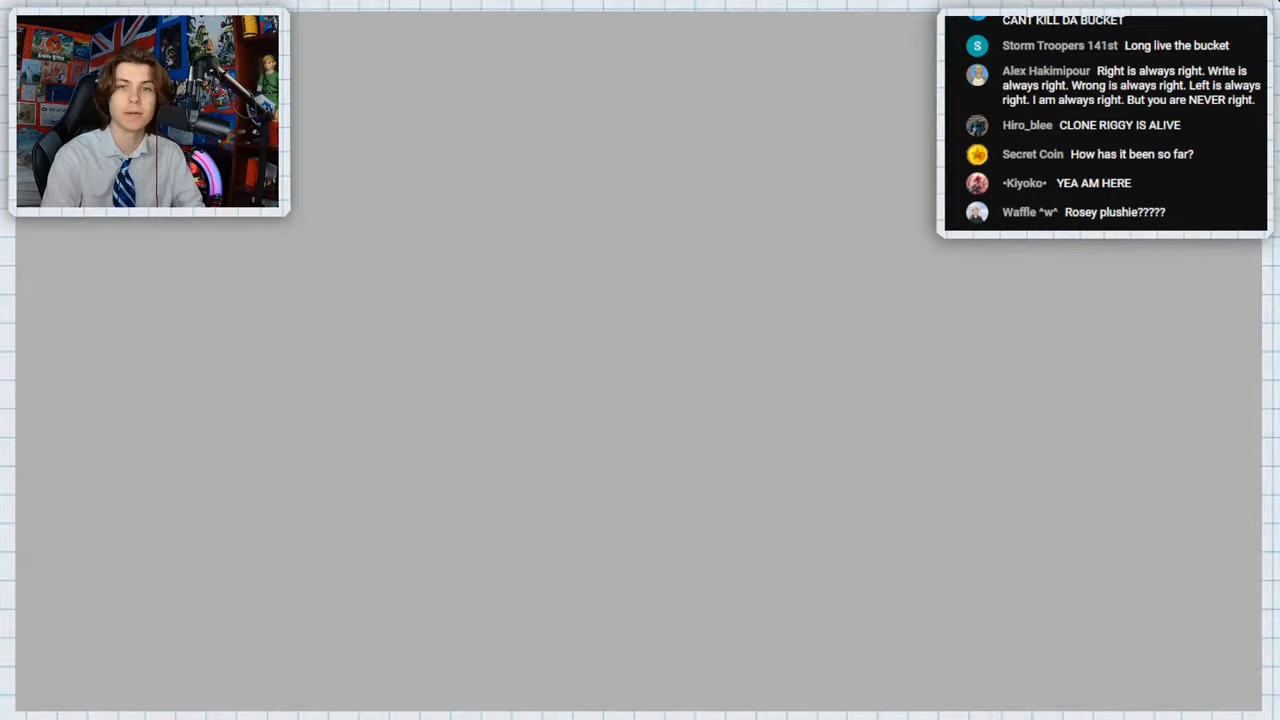 CANT KILL DA BUCKET
S Storm Troopers 141st Long live the bucket
Alex Hakimipour Right is always right. Write is
always right. Wrong is always right. Left is always
right. I am always right. But you are NEVER right.
Hiro_blee CLONE RIGGY IS ALIVE
Secret Coin How has it been so far?
•Kiyoko• YEA AM HERE
Waffle ^w^ Rosey plushie?????